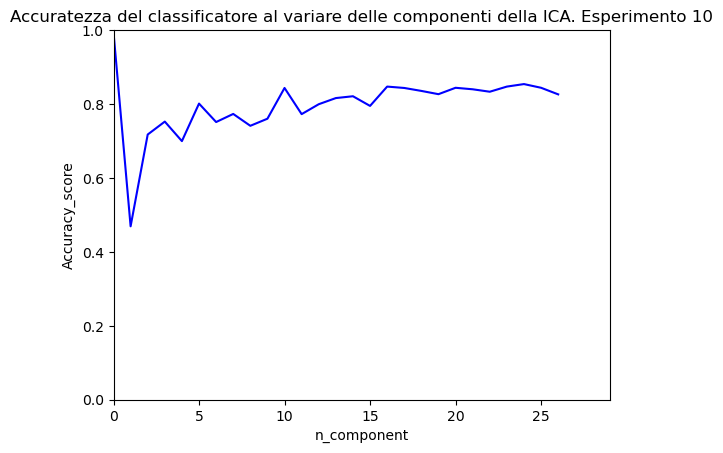 Accuratezza del classificatore al variare delle componenti della ICA. Esperimento 10
1.0
0.8
0.6
0.4
0.2
0.0
Accuracy_score
0 5 10 15 20 25
n_component